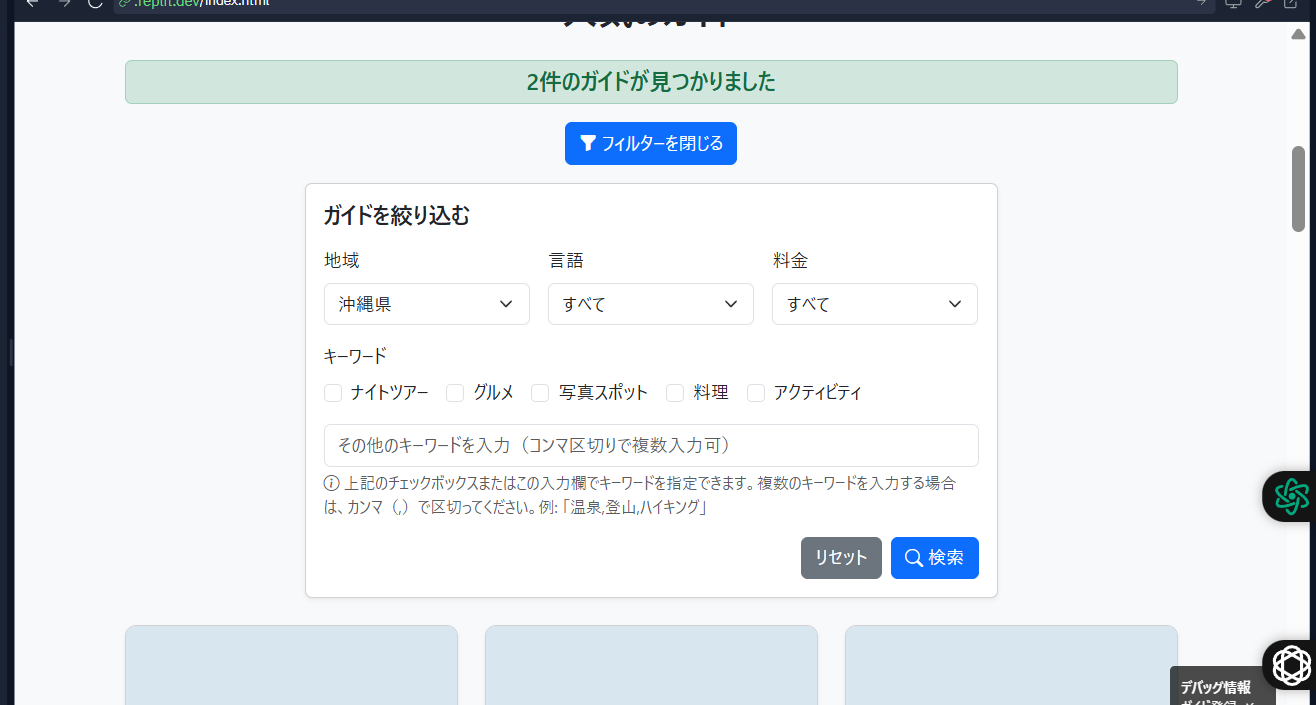 .replit.dev/index.html
2件のガイドが見つかりました
フィルターを閉じる
ガイドを絞り込む
地域 言語 料金
沖縄県 すべて すべて
キーワード
ナイトツアー グルメ 写真スポット 料理 アクティビティ
その他のキーワードを入力（コンマ区切りで複数入力可）
上記のチェックボックスまたはこの入力欄でキーワードを指定できます。複数のキーワードを入力する場合
は、カンマ（,）で区切ってください。例:「温泉,登山,ハイキング」
リセット 検索
デバッグ情報